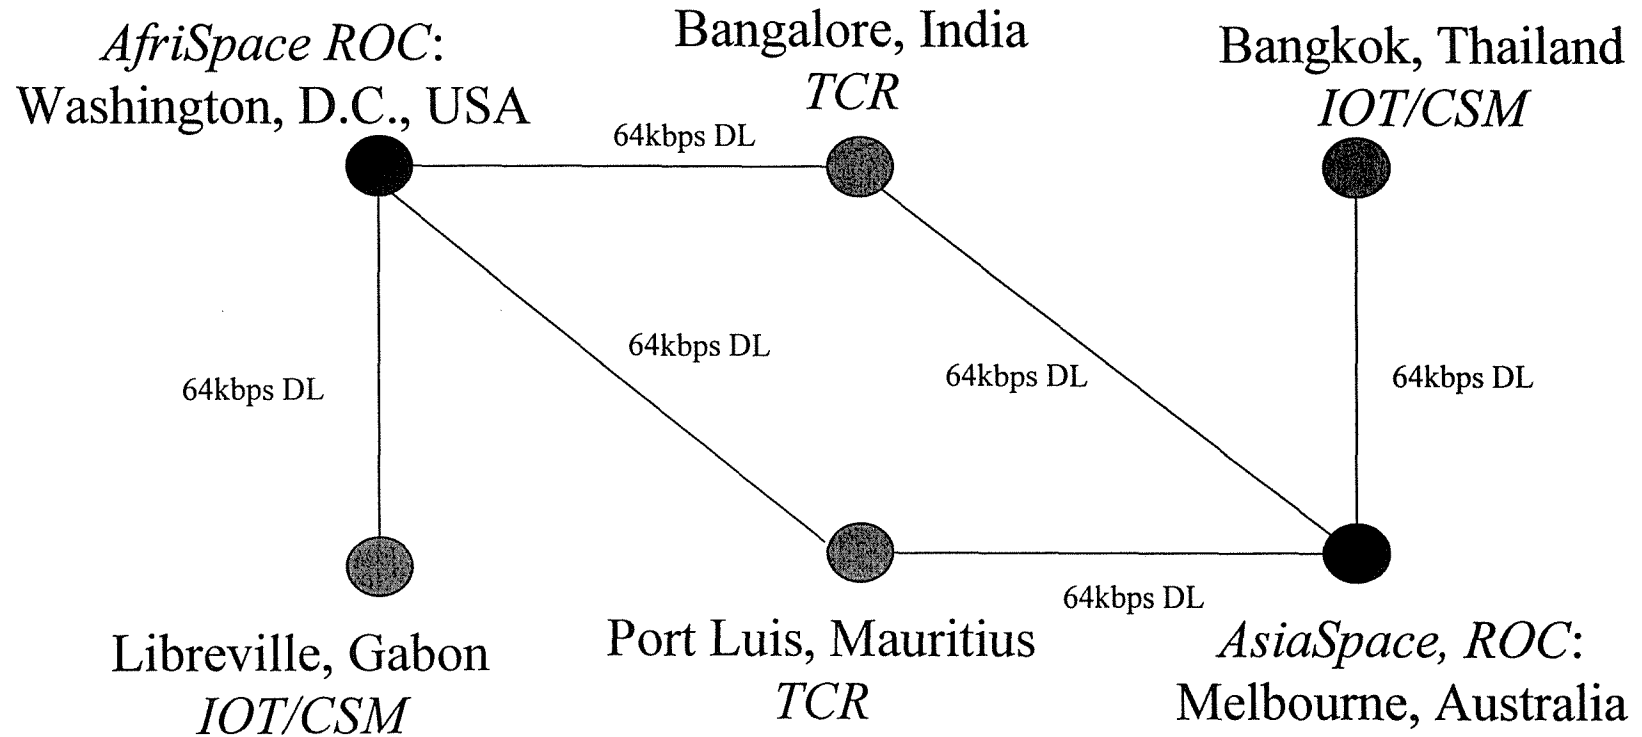 AfriSpace ROC:
Washington, D.C., USA
Bangalore, India
TCR
Bangkok, Thailand
IOT/CSM
64kbps DL
64kbps DL
64kbps DL
64kbps DL
64kbps DL
64kbps DL
Libreville, Gabon
IOT/CSM
Port Luis, Mauritius
TCR
AsiaSpace, ROC:
Melbourne, Australia